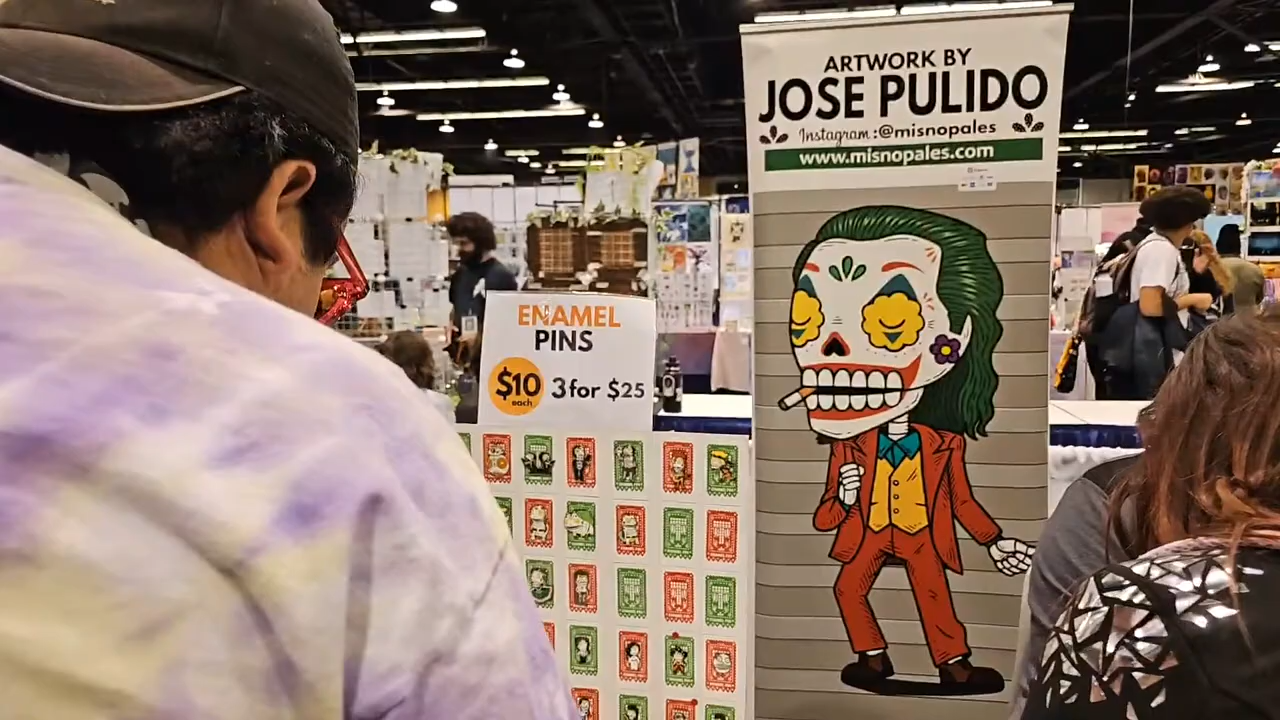 ARTWORK BY
JOSE PULIDO
Instagram :@misnopales
www.misnopales.com
ENAMEL
PINS
$10 each
3 for $25